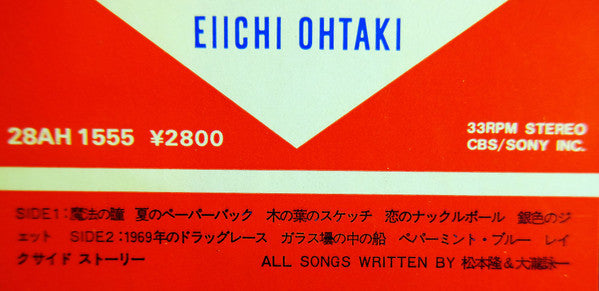 EIICHI OHTAKI
28AH 1555 ¥2800
33RPM STEREO
CBS/SONY INC.
SIDE1:魔法の瞳 夏のペーパーバック 木の葉のスケッチ 恋のナックルボール 銀色のジ
ェット SIDE2:1969年のドラッグレース ガラス壜の中の船 ペパーミント・ブルー レイ
クサイド ストーリー ALL SONGS WRITTEN BY 松本隆&大瀧詠一